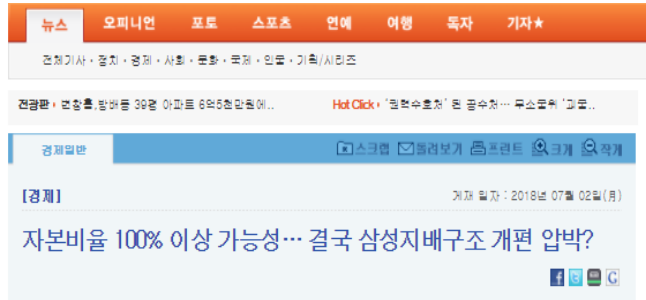 뉴스 오피니언 포토 스포츠 연예 여행 독자 기자★
전체기사 · 정치 · 경제 · 사회 · 문화 · 국제 · 인물 · 기획/시리즈
전광판 · 변창흠,방배동 39평 아파트 6억5천만원에.. Hot Click · '권력수호처' 된 공수처… 무소불위 '괴물..
경제일반 스크랩 돌려보기 프린트 크게 작게
[경제] 게재 일자 : 2018년 07월 02일(月)
자본비율 100% 이상 가능성… 결국 삼성지배구조 개편 압박?